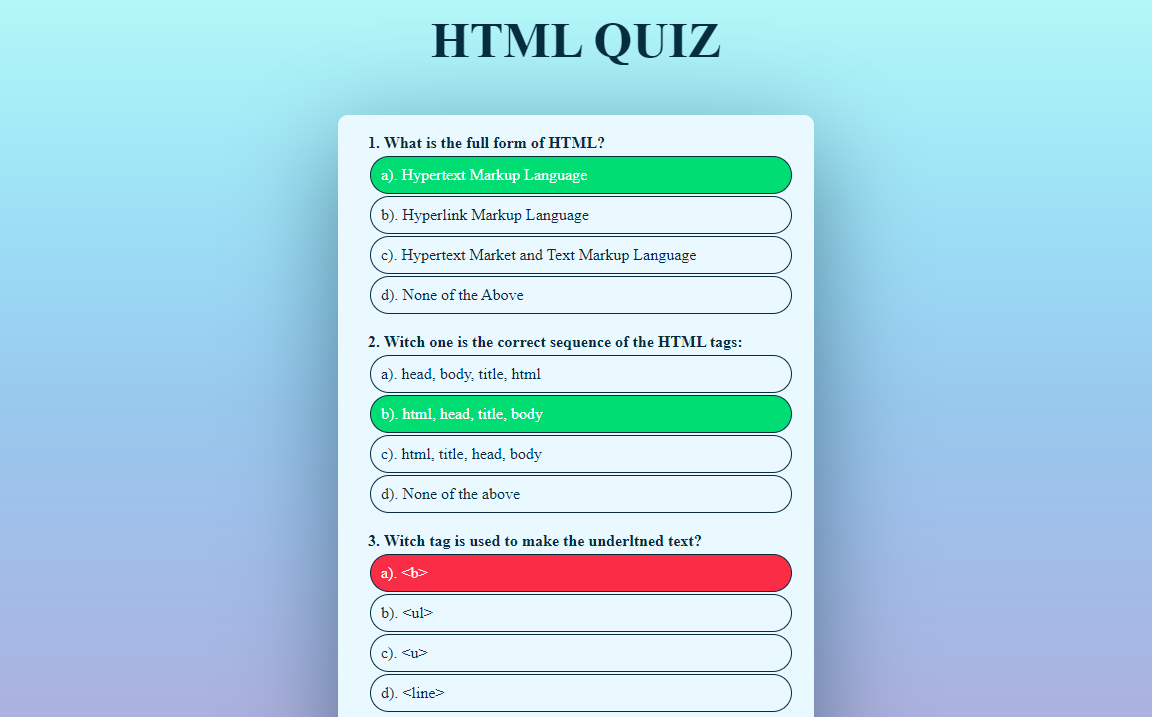 HTML QUIZ
1. What is the full form of HTML?
a). Hypertext Markup Language
b). Hyperlink Markup Language
c). Hypertext Market and Text Markup Language
d). None of the Above
2. Witch one is the correct sequence of the HTML tags:
a). head, body, title, html
b). html, head, title, body
c). html, title, head, body
d). None of the above
3. Witch tag is used to make the underltned text?
a). <b>
b). <ul>
c). <u>
d). <line>